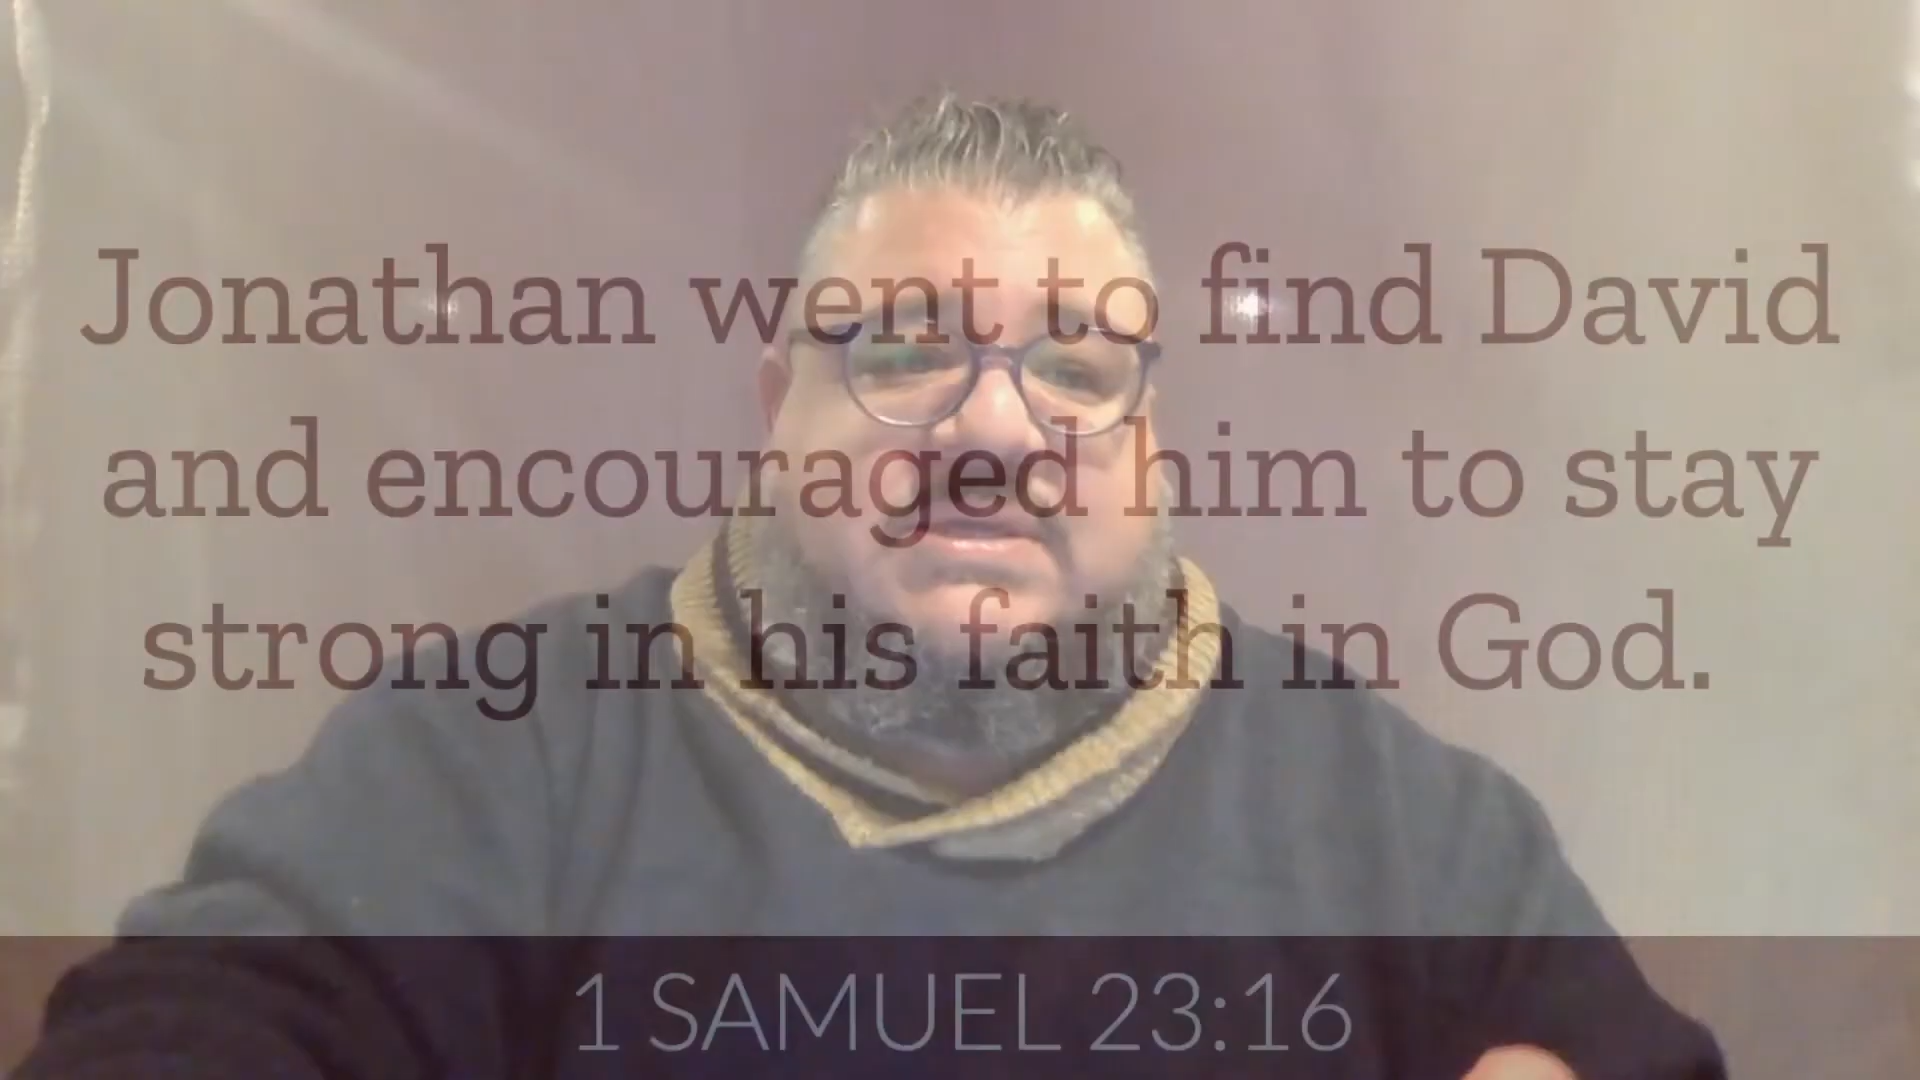 Jonathan went to find David
and encouraged him to stay
strong in his faith in God.
1 SAMUEL 23:16